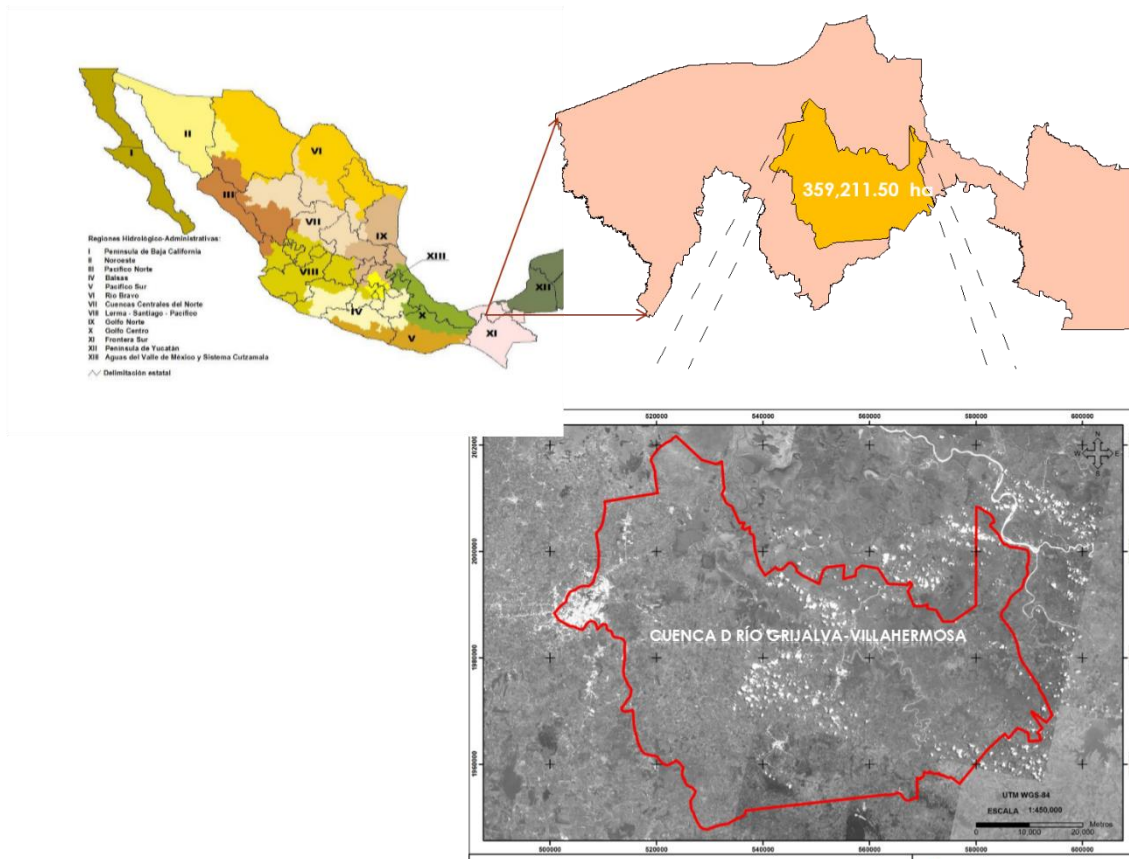 II
VI
I
III
VII
IX
XIII
VIII
XII
IV
X
V
XI
Regiones Hidrológico-Administrativas:
I Península de Baja California
II Noroeste
III Pacífico Norte
IV Balsas
V Pacífico Sur
VI Río Bravo
VII Cuencas Centrales del Norte
VIII Lerma - Santiago - Pacífico
IX Golfo Norte
X Golfo Centro
XI Frontera Sur
XII Península de Yucatán
XIII Aguas del Valle de México y Sistema Cutzamala
Delimitación estatal
359,211.50 ha
520000 540000 560000 580000 600000
N
W E
S
2000000
CUENCA D RÍO GRIJALVA-VILLAHERMOSA
1980000
1960000
UTM WGS-84
ESCALA 1:450,000
Metros
0 10,000 20,000
500000 520000 540000 560000 580000 600000